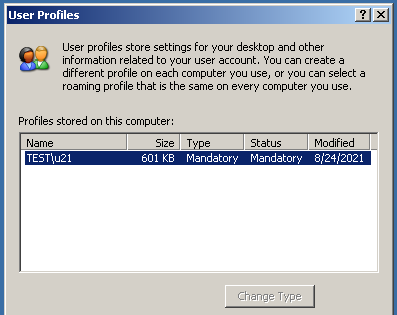 User Profiles
User profiles store settings for your desktop and other
information related to your user account. You can create a
different profile on each computer you use, or you can select a
roaming profile that is the same on every computer you use.
Profiles stored on this computer:
Name Size Type Status Modified
TEST\u21 601 KB Mandatory Mandatory 8/24/2021
Change Type